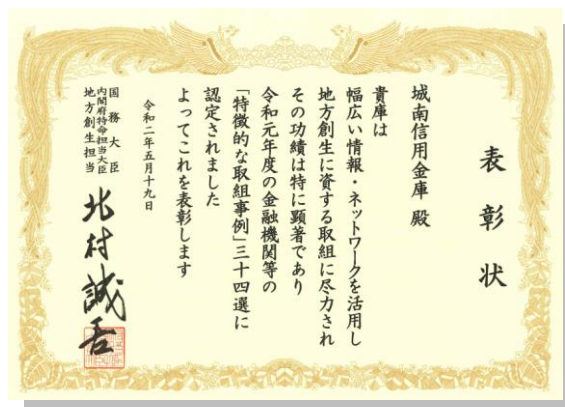 表彰状
城南信用金庫 殿
貴庫は
幅広い情報・ネットワークを活用し
地方創生に資する取組に尽力され
その功績は特に顕著であり
令和元年度の金融機関等の
「特徴的な取組事例」三十四選に
認定されました
よってこれを表彰します
令和二年五月十九日
国務大臣
内閣府特命担当大臣
地方創生担当
北村誠吾